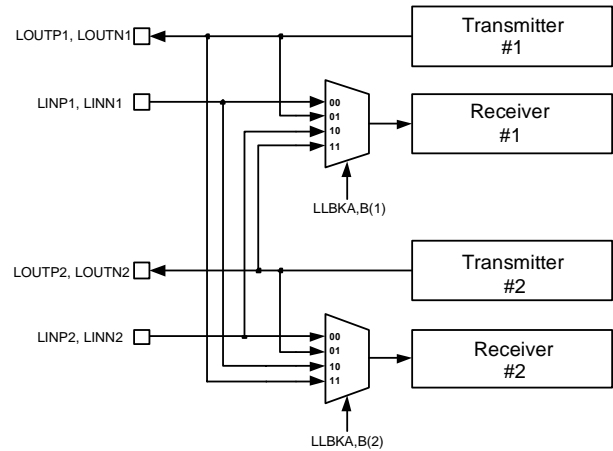 LOUTP1, LOUTN1
Transmitter
#1
LINP1, LINN1
00
01
10
11
Receiver
#1
LLBKA,B(1)
LOUTP2, LOUTN2
Transmitter
#2
LINP2, LINN2
00
01
10
11
Receiver
#2
LLBKA,B(2)